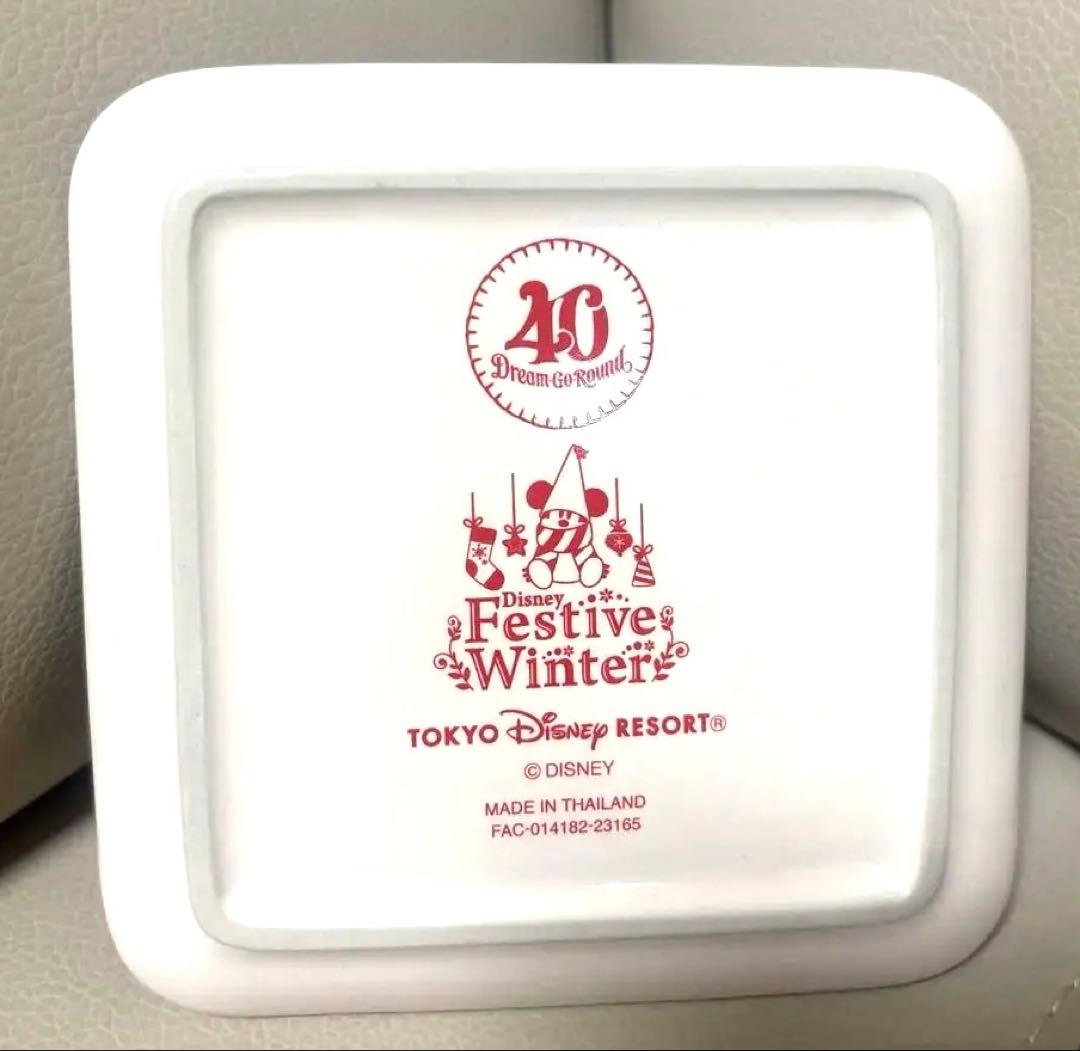 40
Dream-Go-Round
Disney
Festive
Winter
TOKYO Disney RESORT®
© DISNEY
MADE IN THAILAND
FAC-014182-23165